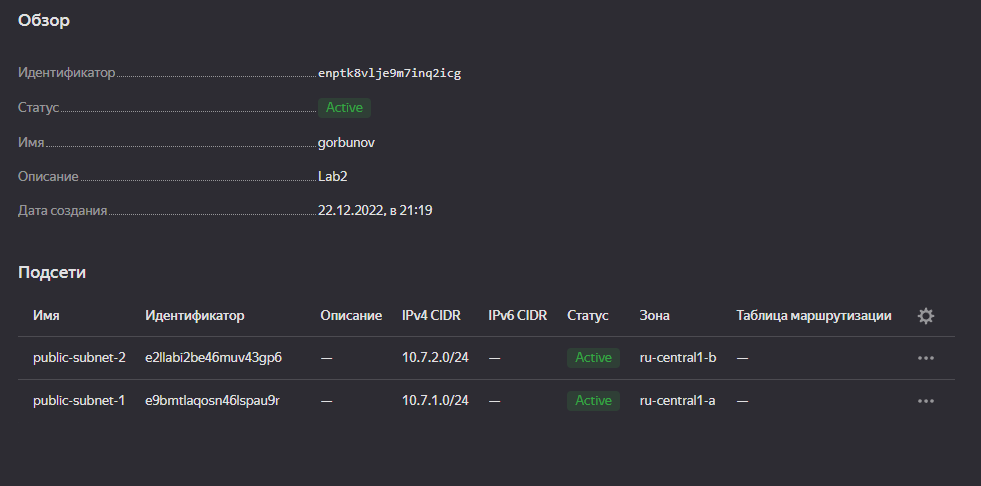 Обзор
Идентификатор enptk8vlje9m7inq2icg
Статус Active
Имя gorbunov
Описание Lab2
Дата создания 22.12.2022, в 21:19
Подсети
Имя Идентификатор Описание IPv4 CIDR IPv6 CIDR Статус Зона Таблица маршрутизации
public-subnet-2 e2llabi2be46muv43gp6 — 10.7.2.0/24 — Active ru-central1-b —
public-subnet-1 e9bmtlaqosn46lspau9r — 10.7.1.0/24 — Active ru-central1-a —